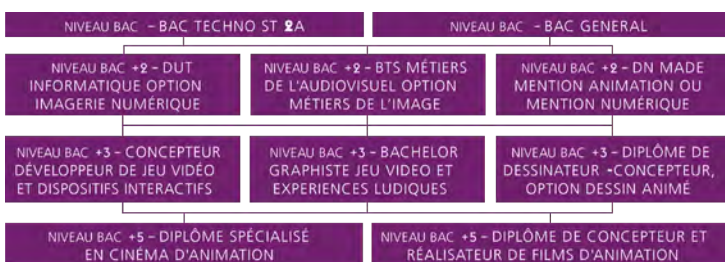 NIVEAU BAC - BAC TECHNO ST 2A
NIVEAU BAC - BAC GENERAL
NIVEAU BAC +2 - DUT
INFORMATIQUE OPTION
IMAGERIE NUMÉRIQUE
NIVEAU BAC +2 - BTS MÉTIERS
DE L'AUDIOVISUEL OPTION
MÉTIERS DE L'IMAGE
NIVEAU BAC +2 - DN MADE
MENTION ANIMATION OU
MENTION NUMÉRIQUE
NIVEAU BAC +3 - CONCEPTEUR
DÉVELOPPEUR DE JEU VIDÉO
ET DISPOSITIFS INTERACTIFS
NIVEAU BAC +3 - BACHELOR
GRAPHISTE JEU VIDEO ET
EXPERIENCES LUDIQUES
NIVEAU BAC +3 - DIPLÔME DE
DESSINATEUR -CONCEPTEUR,
OPTION DESSIN ANIMÉ
NIVEAU BAC +5 - DIPLÔME SPÉCIALISÉ
EN CINÉMA D'ANIMATION
NIVEAU BAC +5 - DIPLÔME DE CONCEPTEUR ET
RÉALISATEUR DE FILMS D'ANIMATION